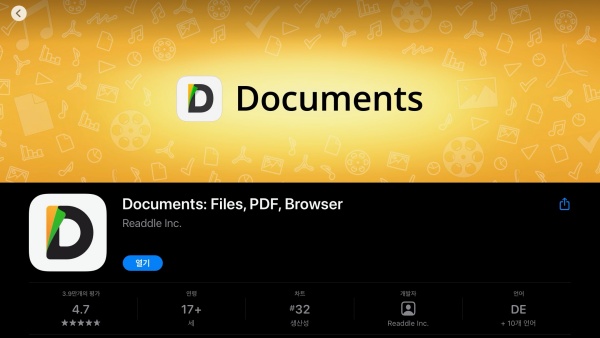 Documents
Documents: Files, PDF, Browser
Readdle Inc.
열기
3.9만개의 평가
4.7
연령
17+
세
차트
#32
생산성
개발자
Readdle Inc.
언어
DE
+ 10개 언어